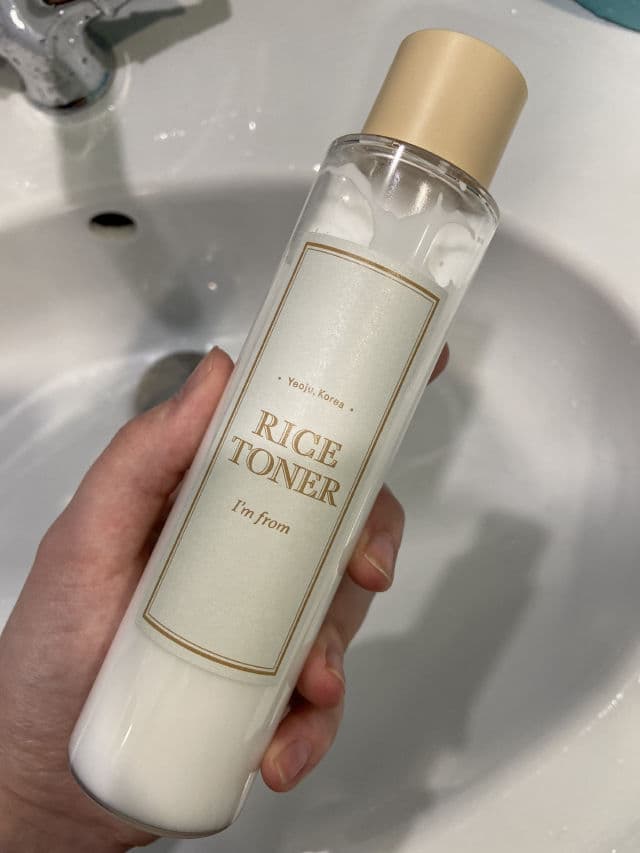 · Yeoju, Korea ·
RICE
TONER
I'm from